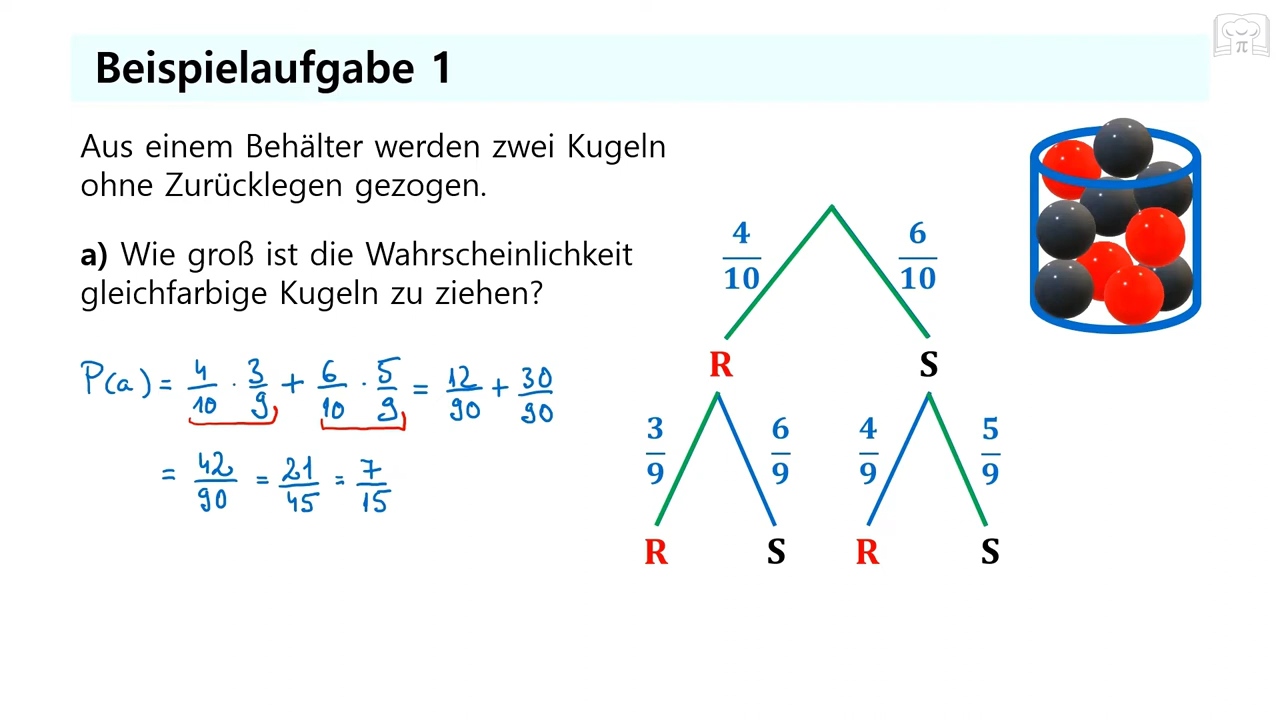 Beispielaufgabe 1
Aus einem Behälter werden zwei Kugeln
ohne Zurücklegen gezogen.
a) Wie groß ist die Wahrscheinlichkeit
gleichfarbige Kugeln zu ziehen?
P(a) = 4/10 · 3/9 + 6/10 · 5/9 = 12/90 + 30/90
= 42/90 = 21/45 = 7/15
4/10 6/10
R S
3/9 6/9 4/9 5/9
R S R S
π